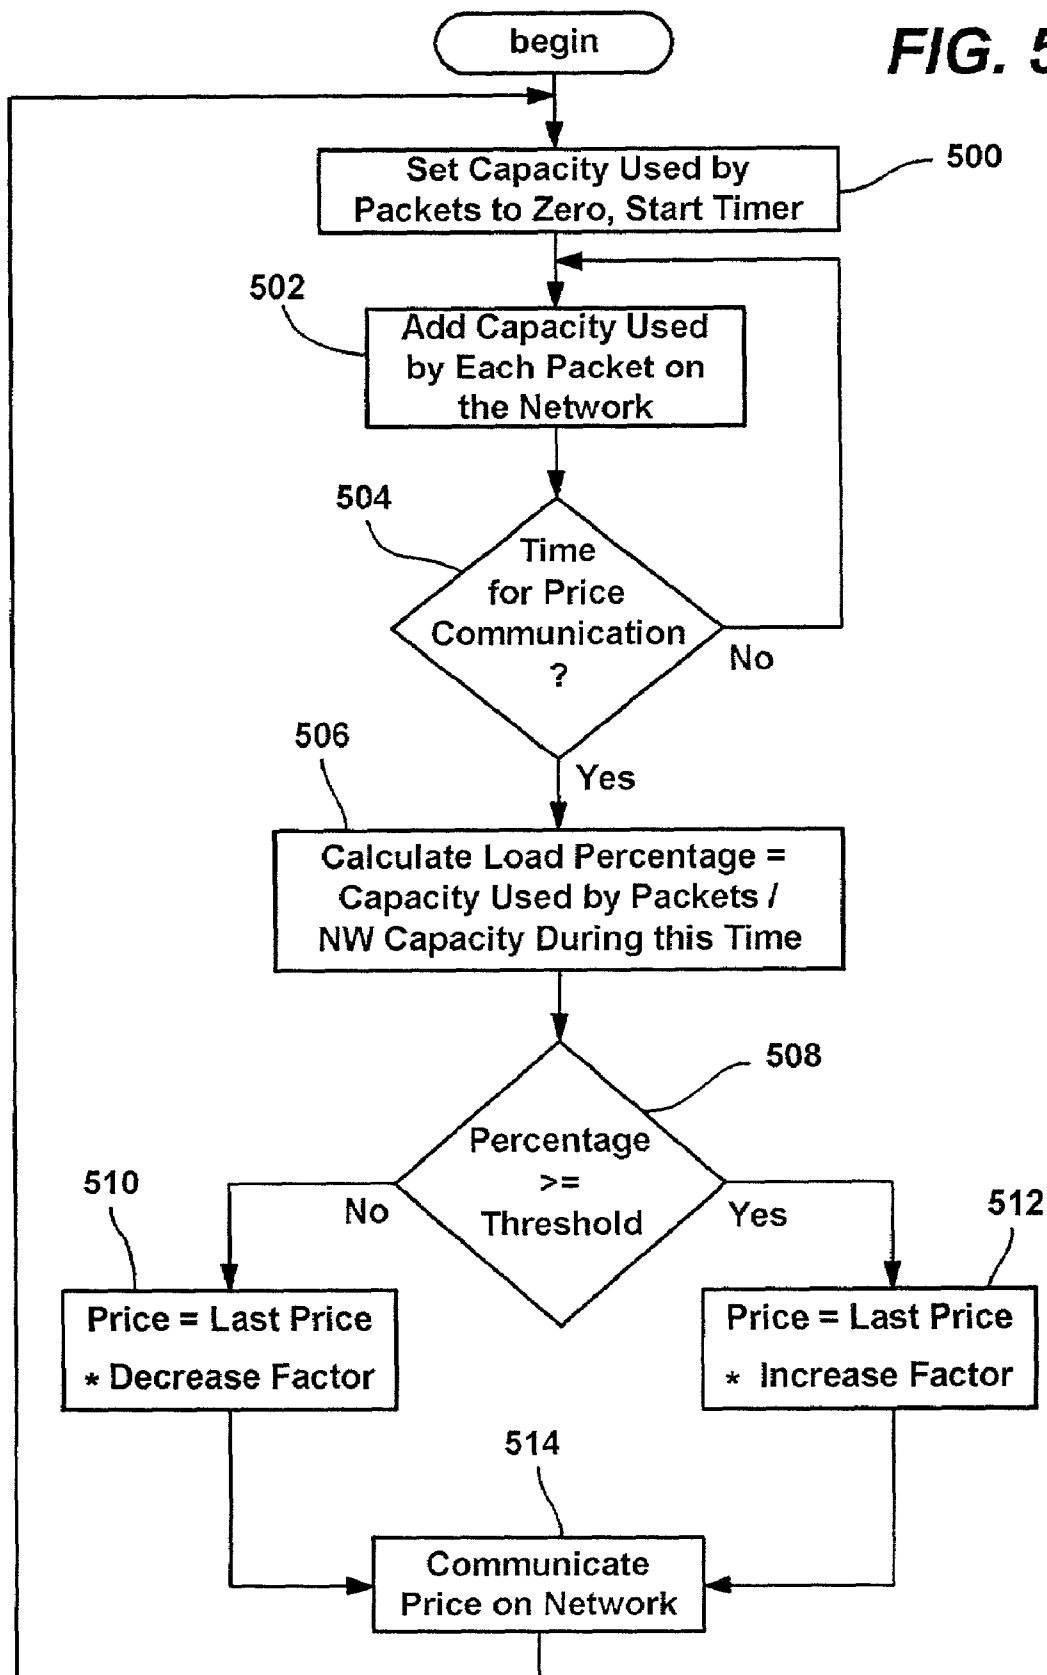 begin
FIG. 5
Set Capacity Used by
Packets to Zero, Start Timer
500
502
Add Capacity Used
by Each Packet on
the Network
504
Time
for Price
Communication
?
No
506
Yes
Calculate Load Percentage =
Capacity Used by Packets /
NW Capacity During this Time
508
Percentage
>=
Threshold
510
No
Yes
512
Price = Last Price
* Decrease Factor
Price = Last Price
* Increase Factor
514
Communicate
Price on Network